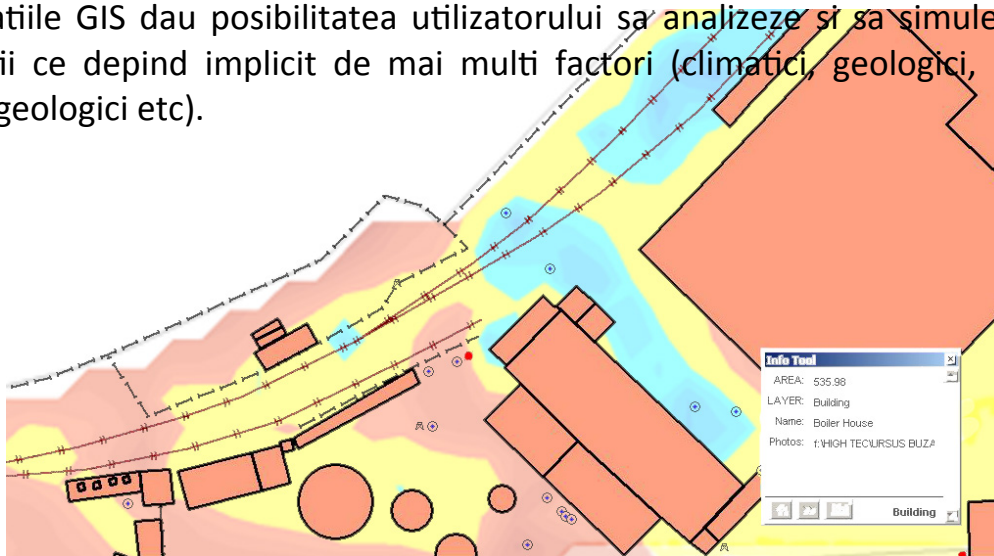 atiile GIS dau posibilitatea utilizatorului sa analizeze si sa simule
ii ce depind implicit de mai multi factori (climatici, geologici,
geologici etc).
Info Tool
AREA: 535.98
LAYER: Building
Name: Boiler House
Photos: f:\HIGH TEC\URSUS BUZA
Building